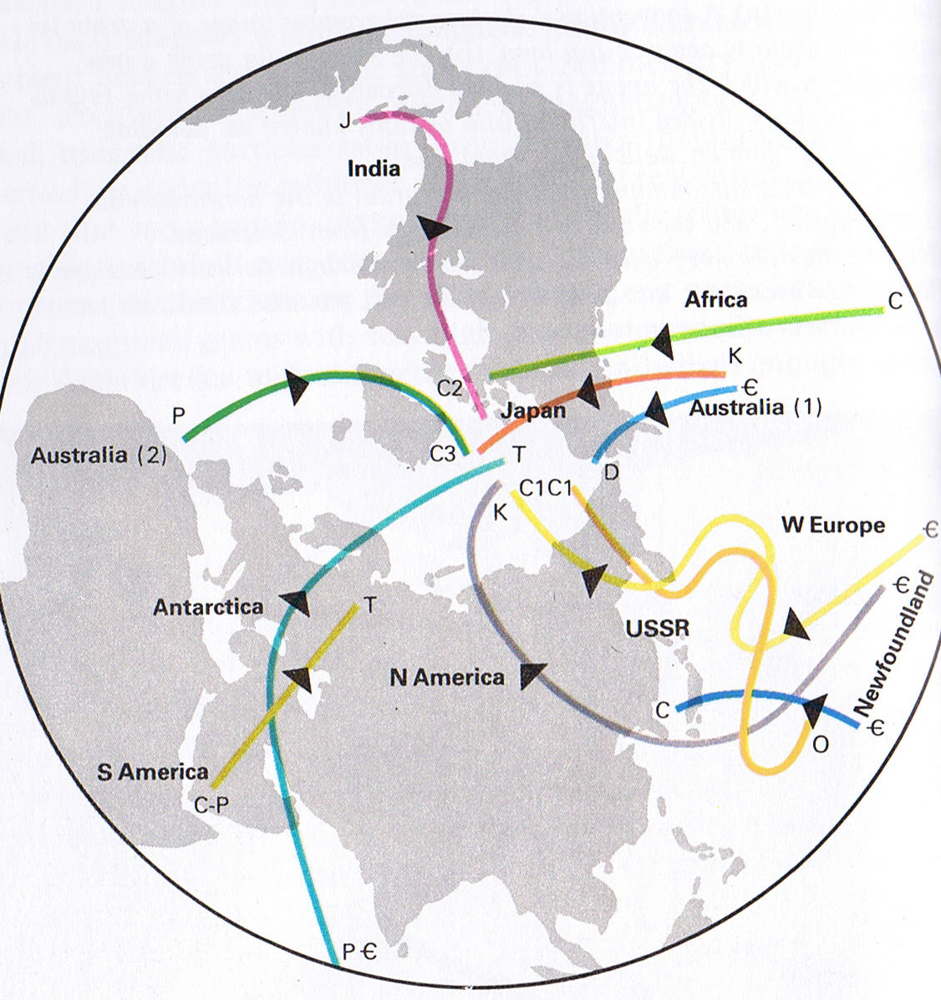 J
India
Africa
C
K
C2
Є
P
Japan
Australia (1)
Australia (2)
C3
T
D
C1 C1
K
W Europe
Є
Є
Antarctica
T
USSR
Newfoundland
N America
C
Є
O
S America
C-P
P Є